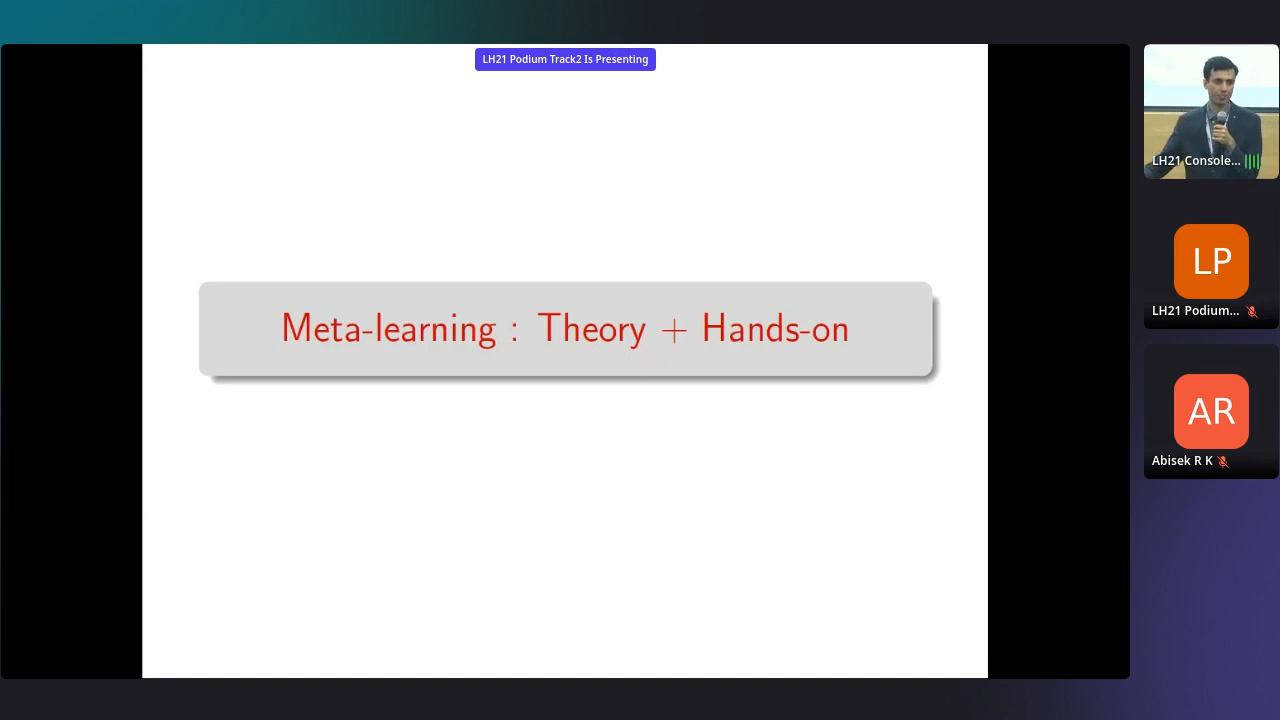 LH21 Podium Track2 Is Presenting
Meta-learning : Theory + Hands-on
LH21 Console...
LP
LH21 Podium...
AR
Abisek R K